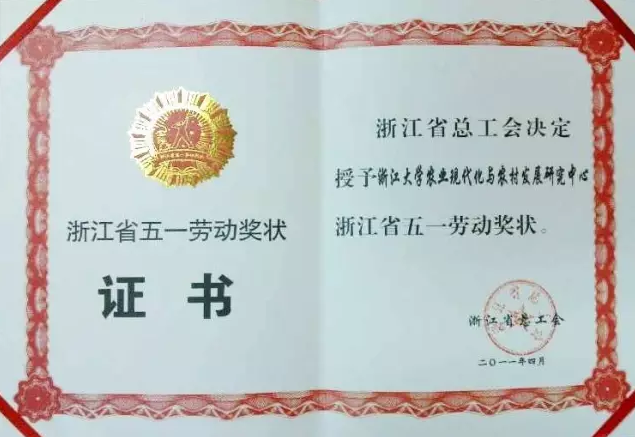 浙江省五一劳动奖状
证书
浙江省总工会决定
授予浙江大学农业现代化与农村发展研究中心
浙江省五一劳动奖状。
浙江省总工会
二〇一一年四月